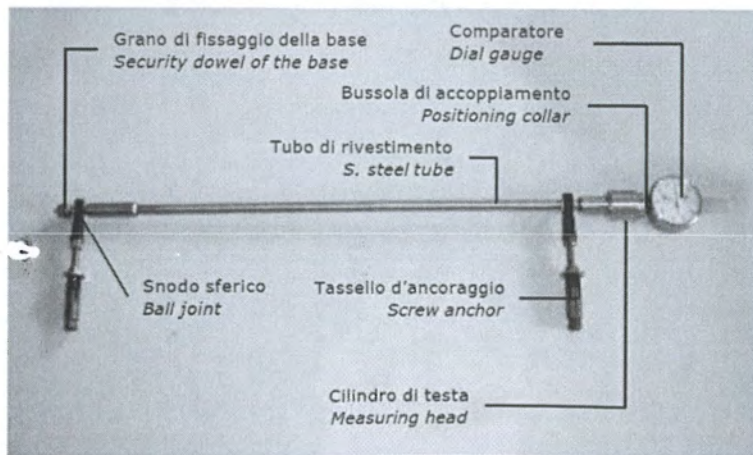 Grano di fissaggio della base
Security dowel of the base
Comparatore
Dial gauge
Bussola di accoppiamento
Positioning collar
Tubo di rivestimento
S. steel tube
Snodo sferico
Ball joint
Tassello d'ancoraggio
Screw anchor
Cilindro di testa
Measuring head